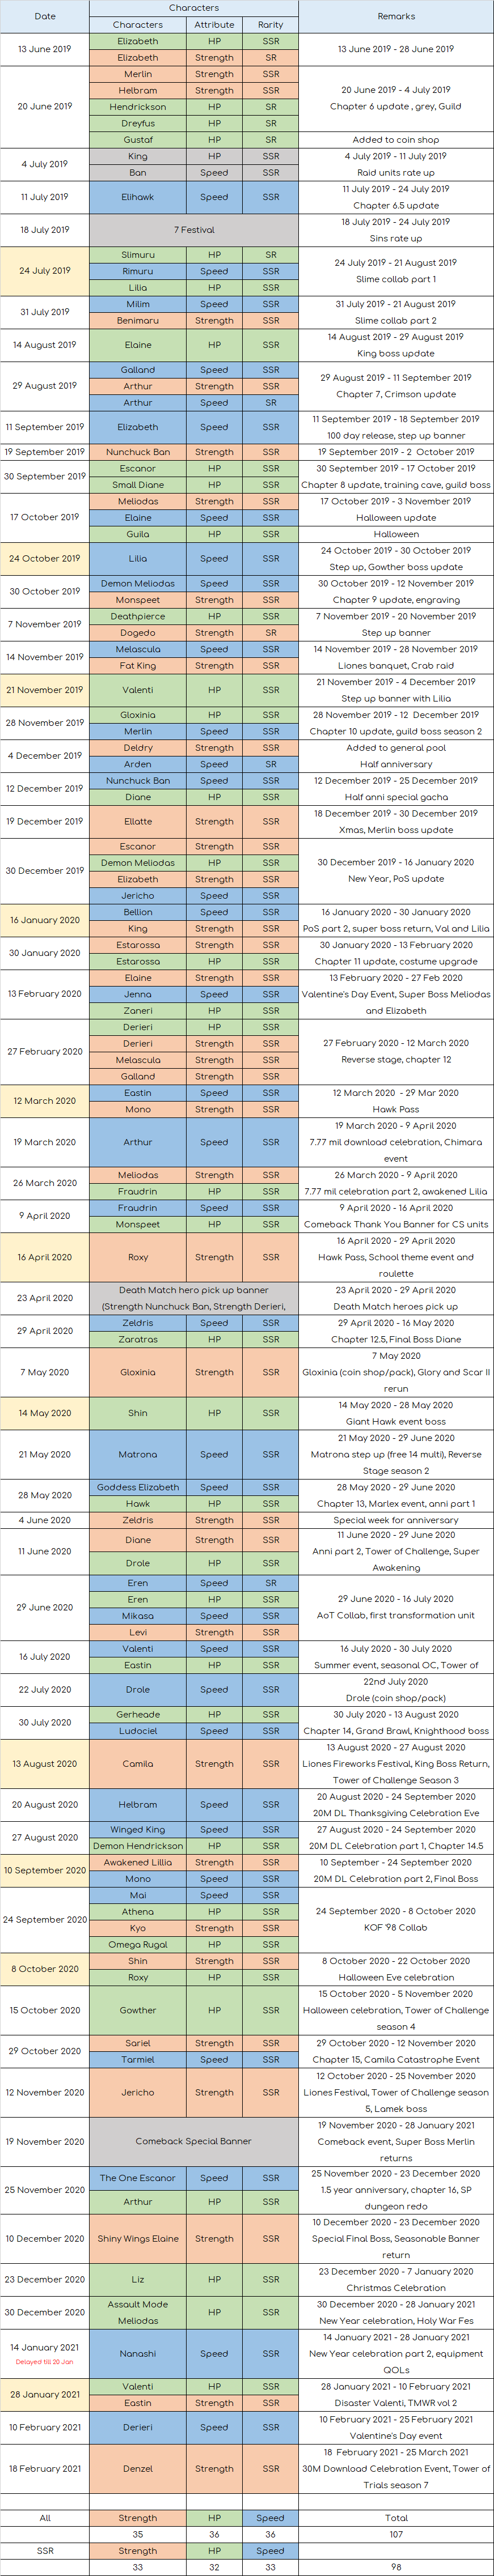 Date Characters Remarks
Characters Attribute Rarity
13 June 2019 Elizabeth HP SSR 13 June 2019 - 28 June 2019
Elizabeth Strength SR
20 June 2019 Merlin Strength SSR 20 June 2019 - 4 July 2019
Helbram Strength SSR Chapter 6 update , grey, Guild
Hendrickson HP SR
Dreyfus HP SR
Gustaf HP SR Added to coin shop
4 July 2019 King HP SSR 4 July 2019 - 11 July 2019
Ban Speed SSR Raid units rate up
11 July 2019 Elihawk Speed SSR 11 July 2019 - 24 July 2019
Chapter 6.5 update
18 July 2019 7 Festival 18 July 2019 - 24 July 2019
Sins rate up
24 July 2019 Slimuru HP SR 24 July 2019 - 21 August 2019
Rimuru Speed SSR Slime collab part 1
Lilia HP SSR
31 July 2019 Milim Speed SSR 31 July 2019 - 21 August 2019
Benimaru Strength SSR Slime collab part 2
14 August 2019 Elaine HP SSR 14 August 2019 - 29 August 2019
King boss update
29 August 2019 Galland Speed SSR 29 August 2019 - 11 September 2019
Arthur Strength SSR Chapter 7, Crimson update
Arthur Speed SR
11 September 2019 Elizabeth Speed SSR 11 September 2019 - 18 September 2019
100 day release, step up banner
19 September 2019 Nunchuck Ban Strength SSR 19 September 2019 - 2 October 2019
30 September 2019 Escanor HP SSR 30 September 2019 - 17 October 2019
Small Diane HP SSR Chapter 8 update, training cave, guild boss
17 October 2019 Meliodas Strength SSR 17 October 2019 - 3 November 2019
Elaine Speed SSR Halloween update
Guila HP SSR Halloween
24 October 2019 Lilia Speed SSR 24 October 2019 - 30 October 2019
Step up, Gowther boss update
30 October 2019 Demon Meliodas Speed SSR 30 October 2019 - 12 November 2019
Monspeet Strength SSR Chapter 9 update, engraving
7 November 2019 Deathpierce HP SSR 7 November 2019 - 20 November 2019
Dogedo Strength SR Step up banner
14 November 2019 Melascula Speed SSR 14 November 2019 - 28 November 2019
Fat King Strength SSR Liones banquet, Crab raid
21 November 2019 Valenti HP SSR 21 November 2019 - 4 December 2019
Step up banner with Lilia
28 November 2019 Gloxinia HP SSR 28 November 2019 - 12 December 2019
Merlin Speed SSR Chapter 10 update, guild boss season 2
4 December 2019 Deldry Strength SSR Added to general pool
Arden Speed SR Half anniversary
12 December 2019 Nunchuck Ban Speed SSR 12 December 2019 - 25 December 2019
Diane HP SSR Half anni special gacha
19 December 2019 Ellatte Strength SSR 18 December 2019 - 30 December 2019
Xmas, Merlin boss update
30 December 2019 Escanor Strength SSR 30 December 2019 - 16 January 2020
Demon Meliodas HP SSR New Year, PoS update
Elizabeth Strength SSR
Jericho Speed SSR
16 January 2020 Bellion Speed SSR 16 January 2020 - 30 January 2020
King Strength SSR PoS part 2, super boss return, Val and Lilia
30 January 2020 Estarossa Strength SSR 30 January 2020 - 13 February 2020
Estarossa HP SSR Chapter 11 update, costume upgrade
13 February 2020 Elaine Strength SSR 13 February 2020 - 27 Feb 2020
Jenna Speed SSR Valentine's Day Event, Super Boss Meliodas
Zaneri HP SSR and Elizabeth
27 February 2020 Derieri HP SSR 27 February 2020 - 12 March 2020
Derieri Strength SSR Reverse stage, chapter 12
Melascula Strength SSR
Galland Strength SSR
12 March 2020 Eastin Speed SSR 12 March 2020 - 29 Mar 2020
Mono Strength SSR Hawk Pass
19 March 2020 Arthur Speed SSR 19 March 2020 - 9 April 2020
7.77 mil download celebration, Chimara
event
26 March 2020 Meliodas Strength SSR 26 March 2020 - 9 April 2020
Fraudrin HP SSR 7.77 mil celebration part 2, awakened Lilia
9 April 2020 Fraudrin Speed SSR 9 April 2020 - 16 April 2020
Monspeet HP SSR Comeback Thank You Banner for CS units
16 April 2020 Roxy Strength SSR 16 April 2020 - 29 April 2020
Hawk Pass, School theme event and
roulette
23 April 2020 Death Match hero pick up banner 23 April 2020 - 29 April 2020
(Strength Nunchuck Ban, Strength Derieri, Death Match heroes pick up
29 April 2020 Zeldris Speed SSR 29 April 2020 - 16 May 2020
Zaratras HP SSR Chapter 12.5, Final Boss Diane
7 May 2020 Gloxinia Strength SSR 7 May 2020
Gloxinia (coin shop/pack), Glory and Scar II
rerun
14 May 2020 Shin HP SSR 14 May 2020 - 28 May 2020
Giant Hawk event boss
21 May 2020 Matrona Speed SSR 21 May 2020 - 29 June 2020
Matrona step up (free 14 multi), Reverse
Stage season 2
28 May 2020 Goddess Elizabeth Speed SSR 28 May 2020 - 29 June 2020
Hawk HP SSR Chapter 13, Marlex event, anni part 1
4 June 2020 Zeldris Strength SSR Special week for anniversary
11 June 2020 Diane Strength SSR 11 June 2020 - 29 June 2020
Drole HP SSR Anni part 2, Tower of Challenge, Super
Awakening
29 June 2020 Eren Speed SR 29 June 2020 - 16 July 2020
Eren HP SSR AoT Collab, first transformation unit
Mikasa Speed SSR
Levi Strength SSR
16 July 2020 Valenti Speed SSR 16 July 2020 - 30 July 2020
Eastin HP SSR Summer event, seasonal OC, Tower of
22 July 2020 Drole Speed SSR 22nd July 2020
Drole (coin shop/pack)
30 July 2020 Gerheade HP SSR 30 July 2020 - 13 August 2020
Ludociel Speed SSR Chapter 14, Grand Brawl, Knighthood boss
13 August 2020 Camila Strength SSR 13 August 2020 - 27 August 2020
Liones Fireworks Festival, King Boss Return,
Tower of Challenge Season 3
20 August 2020 Helbram Speed SSR 20 August 2020 - 24 September 2020
20M DL Thanksgiving Celebration Eve
27 August 2020 Winged King Speed SSR 27 August 2020 - 24 September 2020
Demon Hendrickson HP SSR 20M DL Celebration part 1, Chapter 14.5
10 September 2020 Awakened Lillia Strength SSR 10 September - 24 September 2020
Mono Speed SSR 20M DL Celebration part 2, Final Boss
24 September 2020 Mai Speed SSR 24 September 2020 - 8 October 2020
Athena HP SSR KOF '98 Collab
Kyo Strength SSR
Omega Rugal HP SSR
8 October 2020 Shin Strength SSR 8 October 2020 - 22 October 2020
Roxy HP SSR Halloween Eve celebration
15 October 2020 Gowther HP SSR 15 October 2020 - 5 November 2020
Halloween celebration, Tower of Challenge
season 4
29 October 2020 Sariel Strength SSR 29 October 2020 - 12 November 2020
Tarmiel Speed SSR Chapter 15, Camila Catastrophe Event
12 November 2020 Jericho Strength SSR 12 October 2020 - 25 November 2020
Liones Festival, Tower of Challenge season
5, Lamek boss
19 November 2020 Comeback Special Banner 19 November 2020 - 28 January 2021
Comeback event, Super Boss Merlin
returns
25 November 2020 The One Escanor Speed SSR 25 November 2020 - 23 December 2020
Arthur HP SSR 1.5 year anniversary, chapter 16, SP
dungeon redo
10 December 2020 Shiny Wings Elaine Strength SSR 10 December 2020 - 23 December 2020
Special Final Boss, Seasonable Banner
return
23 December 2020 Liz HP SSR 23 December 2020 - 7 January 2020
Christmas Celebration
30 December 2020 Assault Mode HP SSR 30 December 2020 - 28 January 2021
Meliodas New Year celebration, Holy War Fes
14 January 2021 Nanashi Speed SSR 14 January 2021 - 28 January 2021
Delayed till 20 Jan New Year celebration part 2, equipment
QOLs
28 January 2021 Valenti HP SSR 28 January 2021 - 10 February 2021
Eastin Strength SSR Disaster Valenti, TMWR vol 2
10 February 2021 Derieri Speed SSR 10 February 2021 - 25 February 2021
Valentine's Day event
18 February 2021 Denzel Strength SSR 18 February 2021 - 25 March 2021
30M Download Celebration Event, Tower of
Trials season 7
All Strength HP Speed Total
35 36 36 107
SSR Strength HP Speed
33 32 33 98